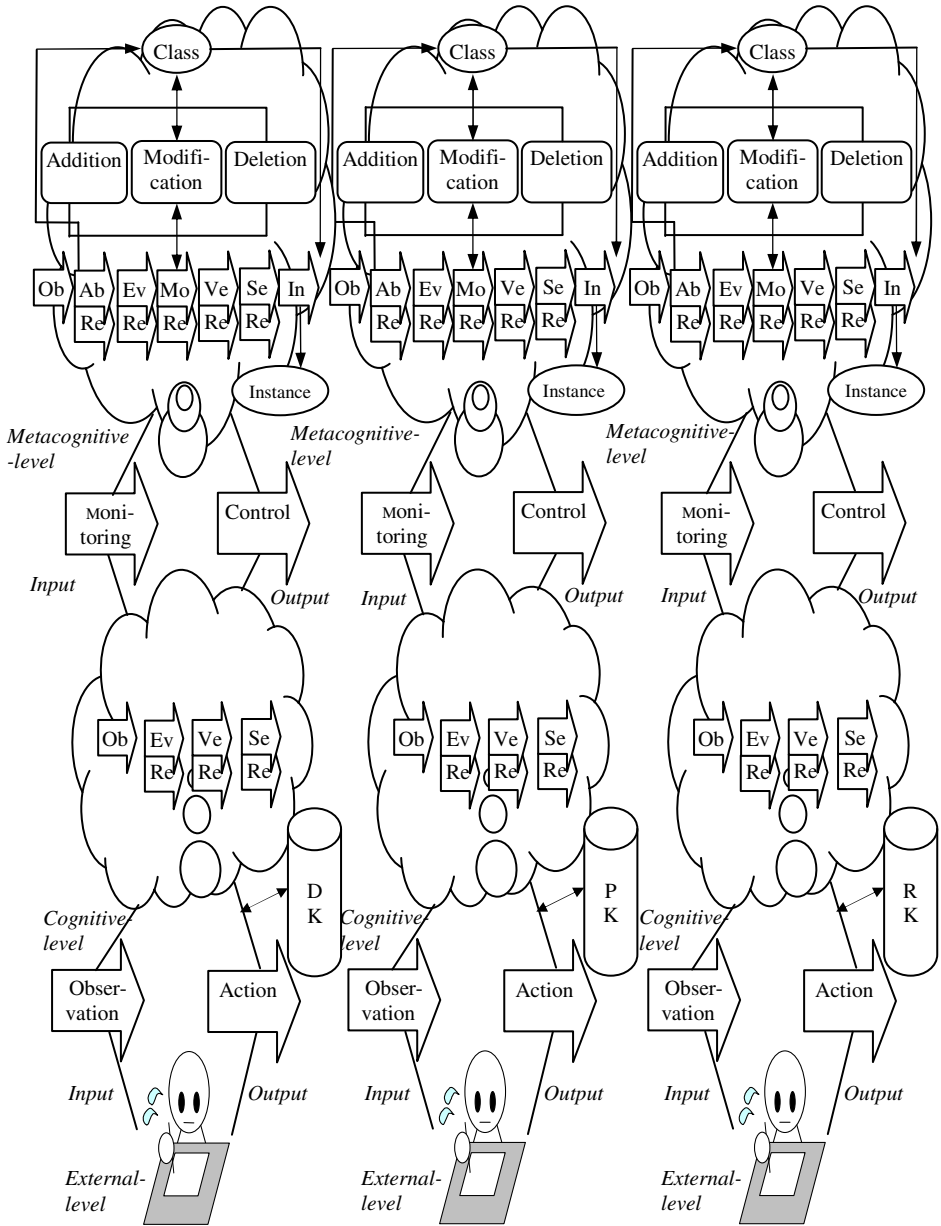 Class Class Class
Addition Modifi- Deletion Addition Modifi- Deletion Addition Modifi- Deletion
cation cation cation
Ob Ab Ev Mo Ve Se In Ob Ab Ev Mo Ve Se In Ob Ab Ev Mo Ve Se In
Re Re Re Re Re Re Re Re Re Re Re Re Re Re Re
Instance Instance Instance
Metacognitive Metacognitive- Metacognitive-
-level level level
Moni- Control Moni- Control Moni- Control
toring toring toring
Input Output Input Output Input Output
Ob Ev Ve Se Ob Ev Ve Se Ob Ev Ve Se
Re Re Re Re Re Re Re Re Re
D P R
K K K
Cognitive- Cognitive- Cognitive-
level level level
Obser- Action Obser- Action Obser- Action
vation vation vation
Input Output Input Output Input Output
External- External- External-
level level level